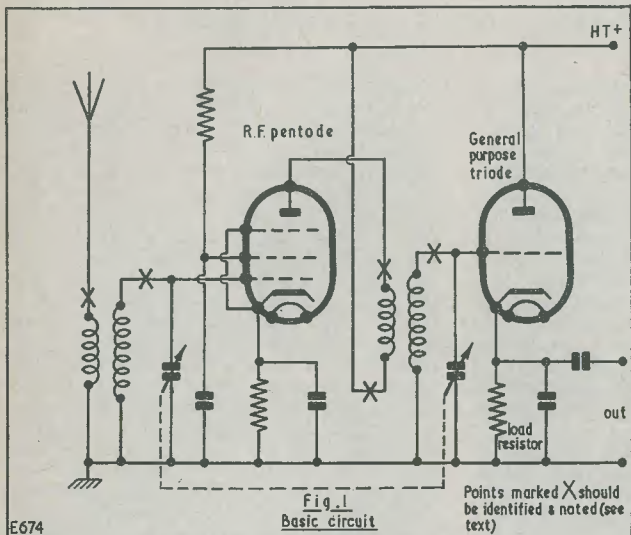 HT+
R.F. pentode
General
purpose
triode
load
resistor
out
Fig.1
Basic circuit
Points marked X should
be identified & noted (see
text)
E674